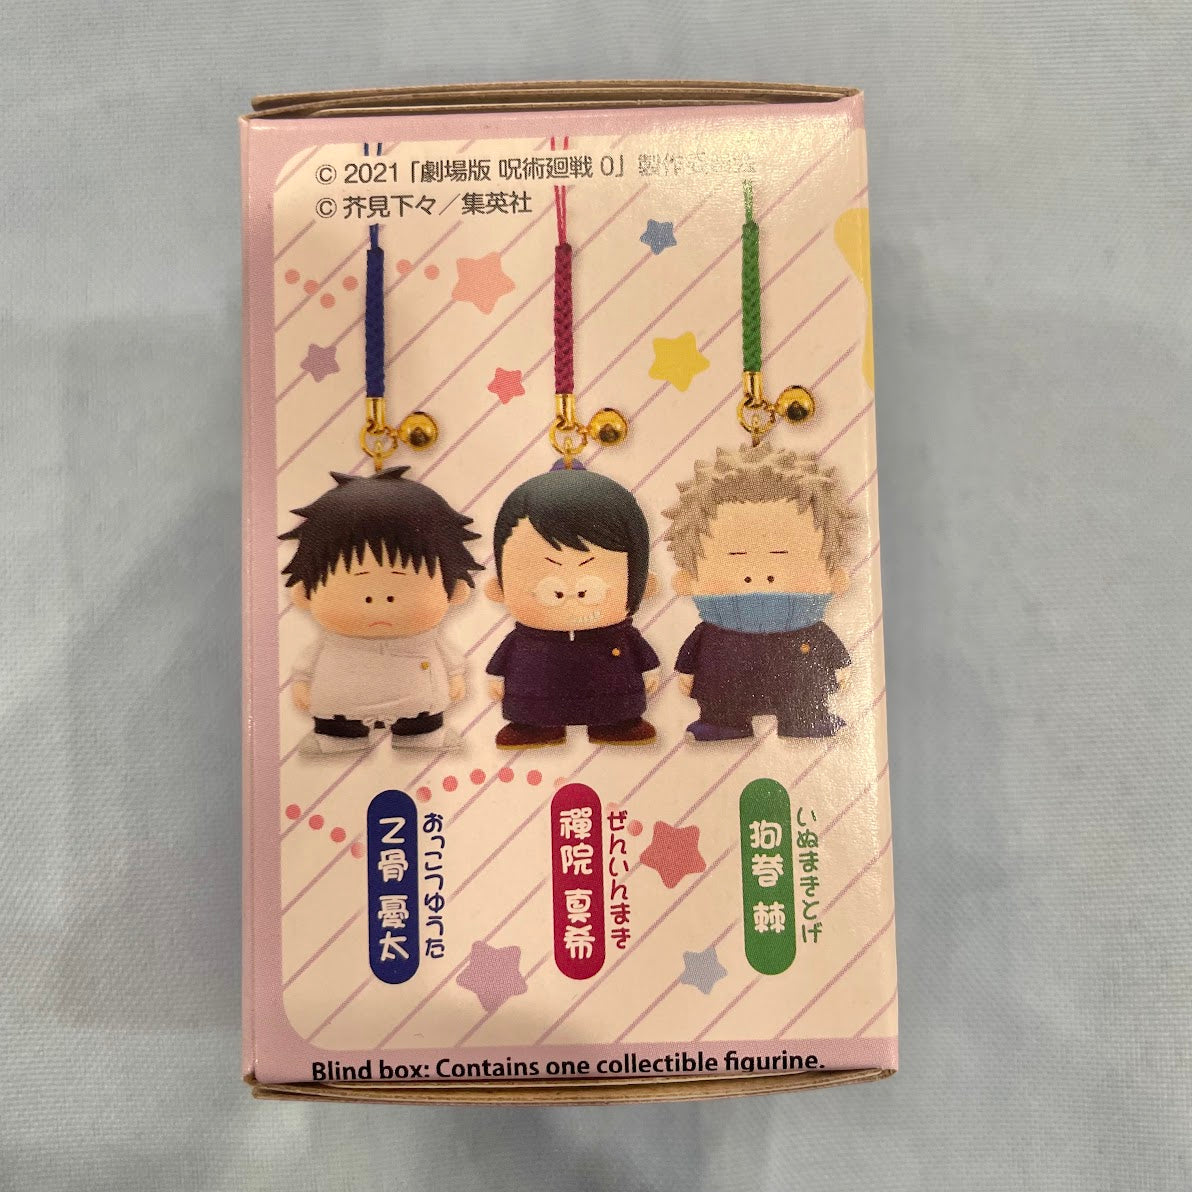 © 2021 「劇場版 呪術廻戦 0」 製作委員会
© 芥見下々／集英社
乙骨 憂太
おっこつゆうた
禪院 真希
ぜんいんまき
狗巻 棘
いぬまきとげ
Blind box: Contains one collectible figurine.